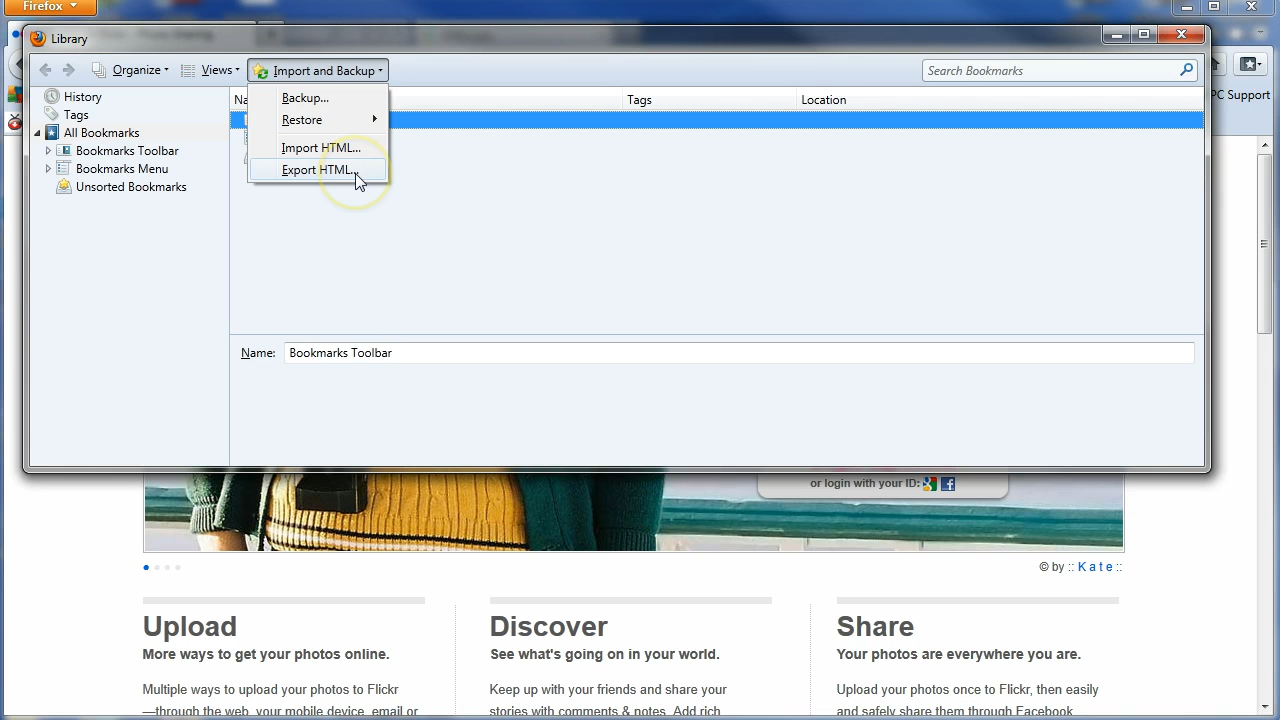 Firefox
Library
Organize
Views
Import and Backup
Search Bookmarks
Backup...
Restore
Import HTML...
Export HTML...
History
Tags
All Bookmarks
Bookmarks Toolbar
Bookmarks Menu
Unsorted Bookmarks
Tags
Location
PC Support
Name: Bookmarks Toolbar
or login with your ID:
© by :: K a t e ::
Upload
More ways to get your photos online.
Multiple ways to upload your photos to Flickr
—through the web, your mobile device, email or
Discover
See what's going on in your world.
Keep up with your friends and share your
stories with comments & notes. Add rich
Share
Your photos are everywhere you are.
Upload your photos once to Flickr, then easily
and safely share them through Facebook,